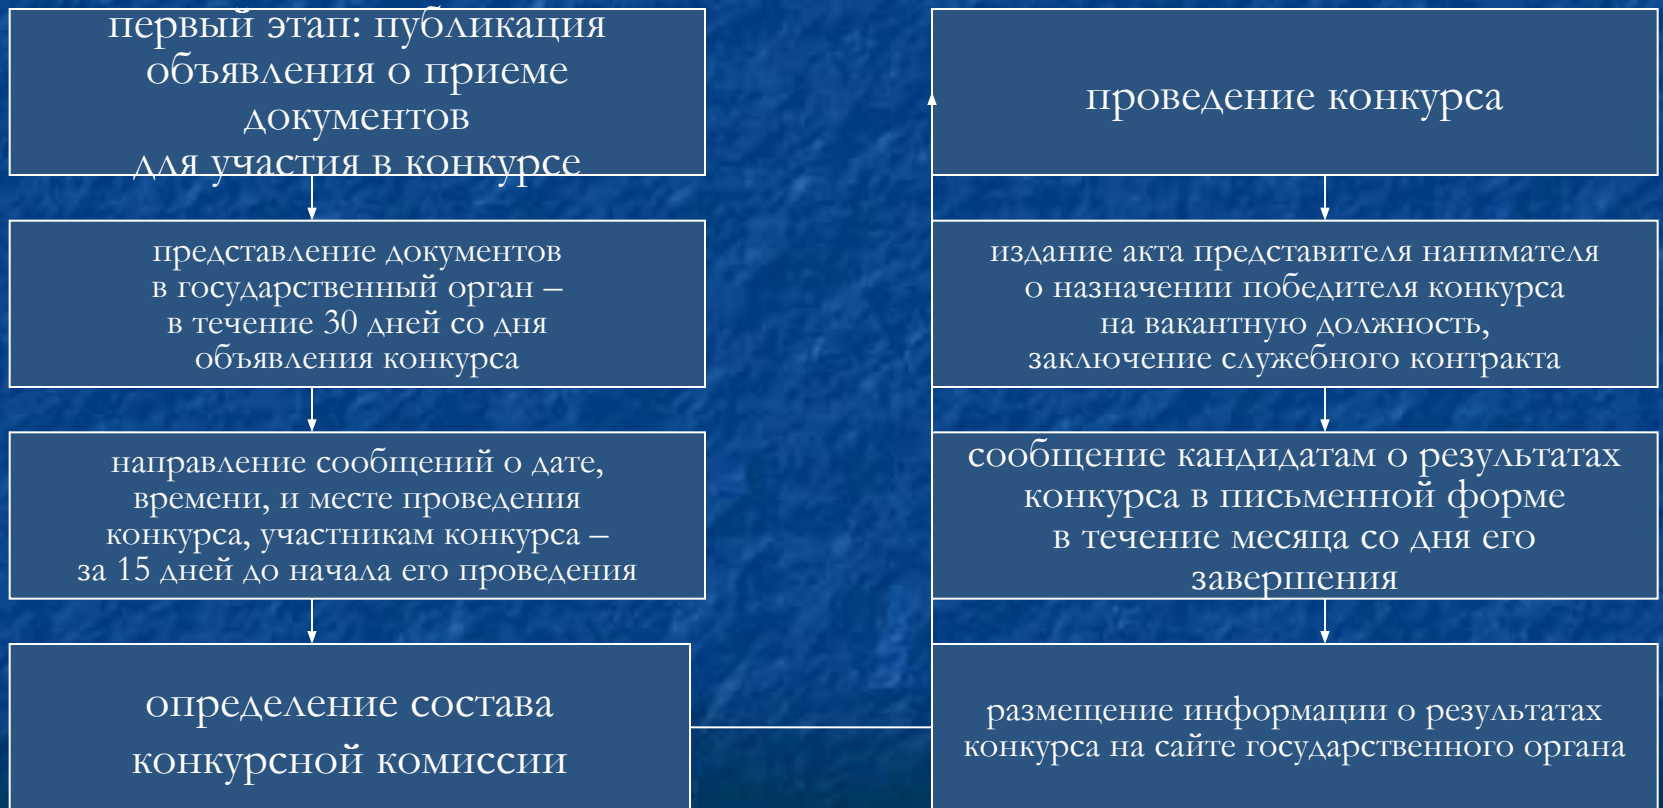 первый этап: публикация
объявления о приеме
документов
для участия в конкурсе
представление документов
в государственный орган –
в течение 30 дней со дня
объявления конкурса
направление сообщений о дате,
времени, и месте проведения
конкурса, участникам конкурса –
за 15 дней до начала его проведения
определение состава
конкурсной комиссии
проведение конкурса
издание акта представителя нанимателя
о назначении победителя конкурса
на вакантную должность,
заключение служебного контракта
сообщение кандидатам о результатах
конкурса в письменной форме
в течение месяца со дня его
завершения
размещение информации о результатах
конкурса на сайте государственного органа